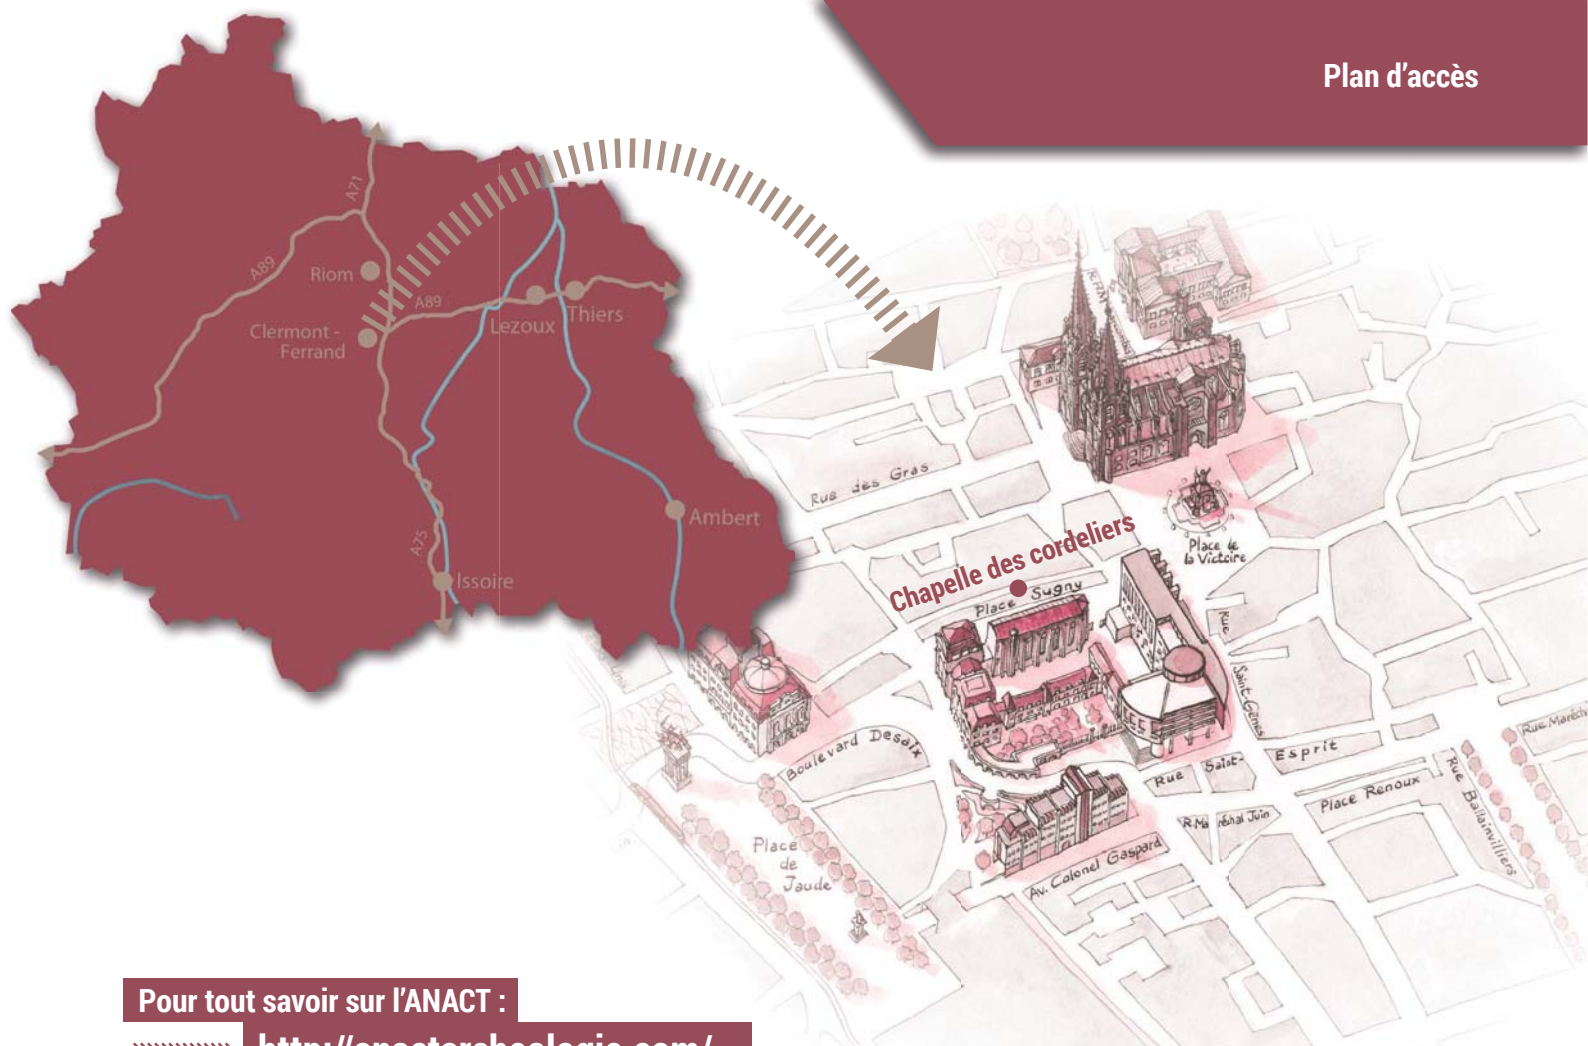 Plan d'accès
A71
A89
Riom
A89
Clermont -
Ferrand
Lezoux
Thiers
Ambert
A75
Issoire
Rue des Gras
Place de
la Victoire
Chapelle des cordeliers
Place Sugny
Rue
Saint-Genès
Boulevard Desaix
Rue Saint-
Esprit
Rue Maréch
Place Renoux
Rue Ballainvilliers
R. Maréchal Juin
Av. Colonel Gaspard
Place
de
Jaude
Pour tout savoir sur l'ANACT :